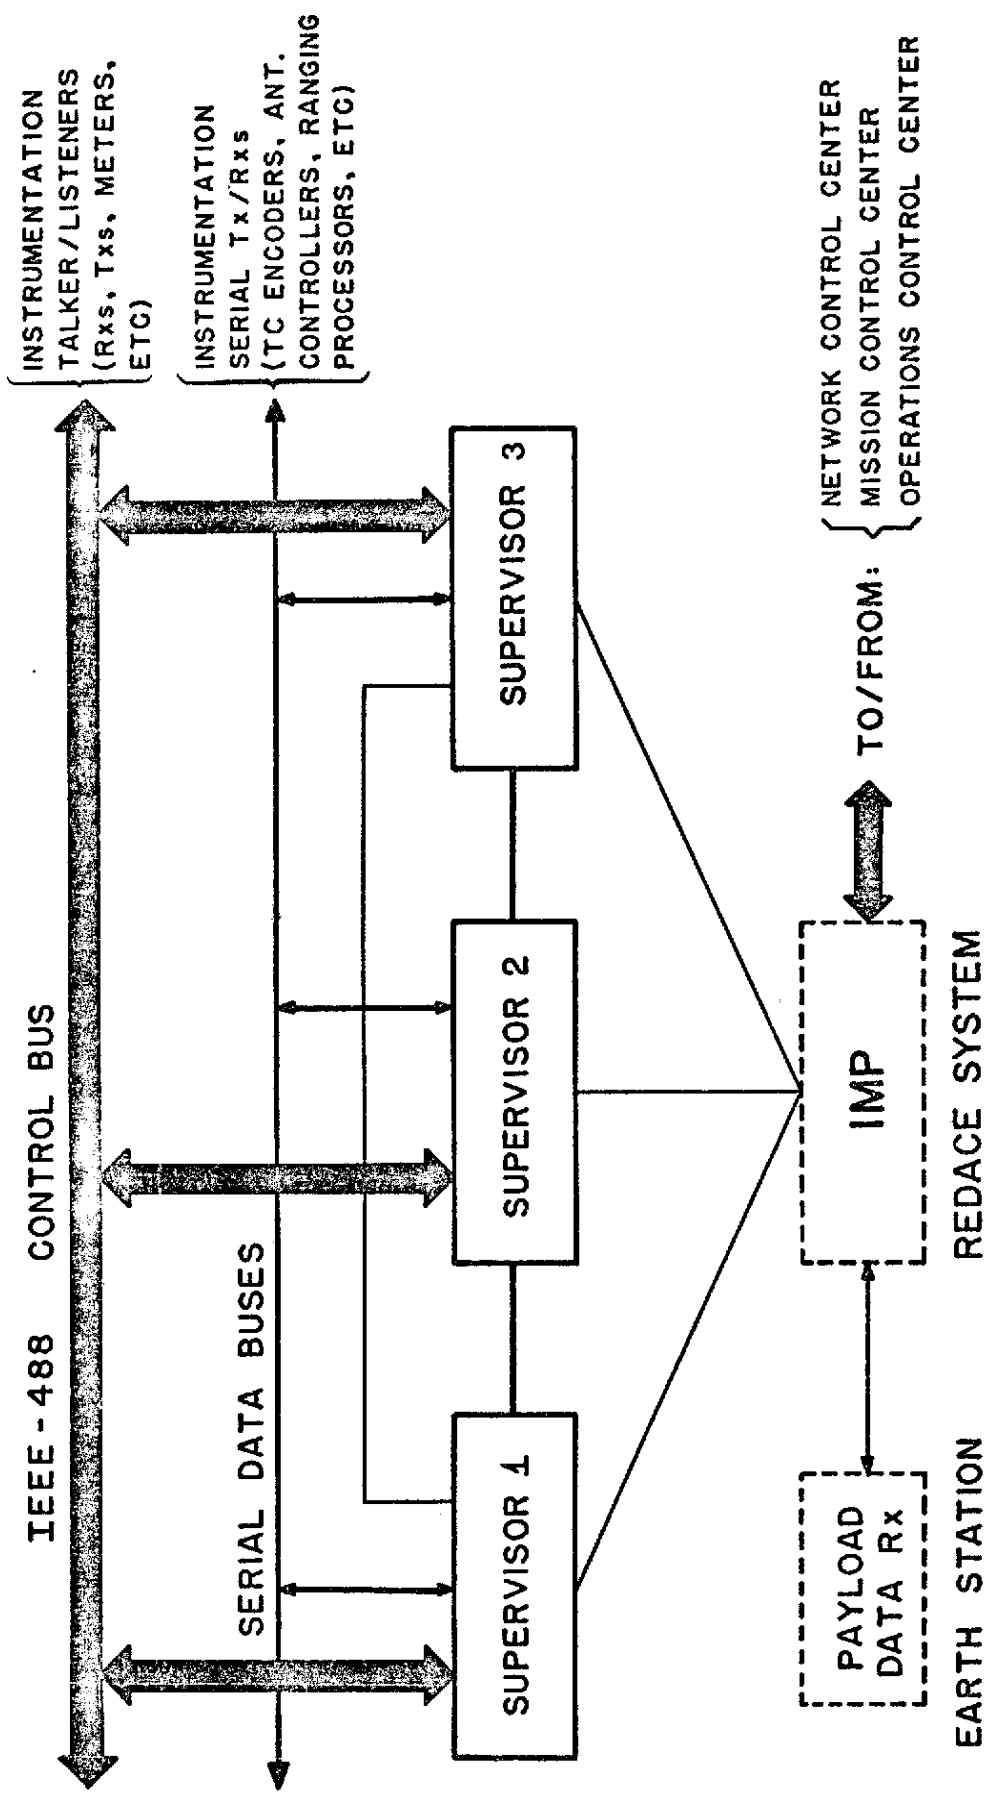 IEEE-488 CONTROL BUS
INSTRUMENTATION
TALKER/LISTENERS
(Rxs, Txs, METERS,
ETC)
SERIAL DATA BUSES
INSTRUMENTATION
SERIAL Tx/Rxs
(TC ENCODERS, ANT.
CONTROLLERS, RANGING
PROCESSORS, ETC)
SUPERVISOR 1
SUPERVISOR 2
SUPERVISOR 3
PAYLOAD
DATA Rx
IMP
TO/FROM:
NETWORK CONTROL CENTER
MISSION CONTROL CENTER
OPERATIONS CONTROL CENTER
EARTH STATION
REDACE SYSTEM